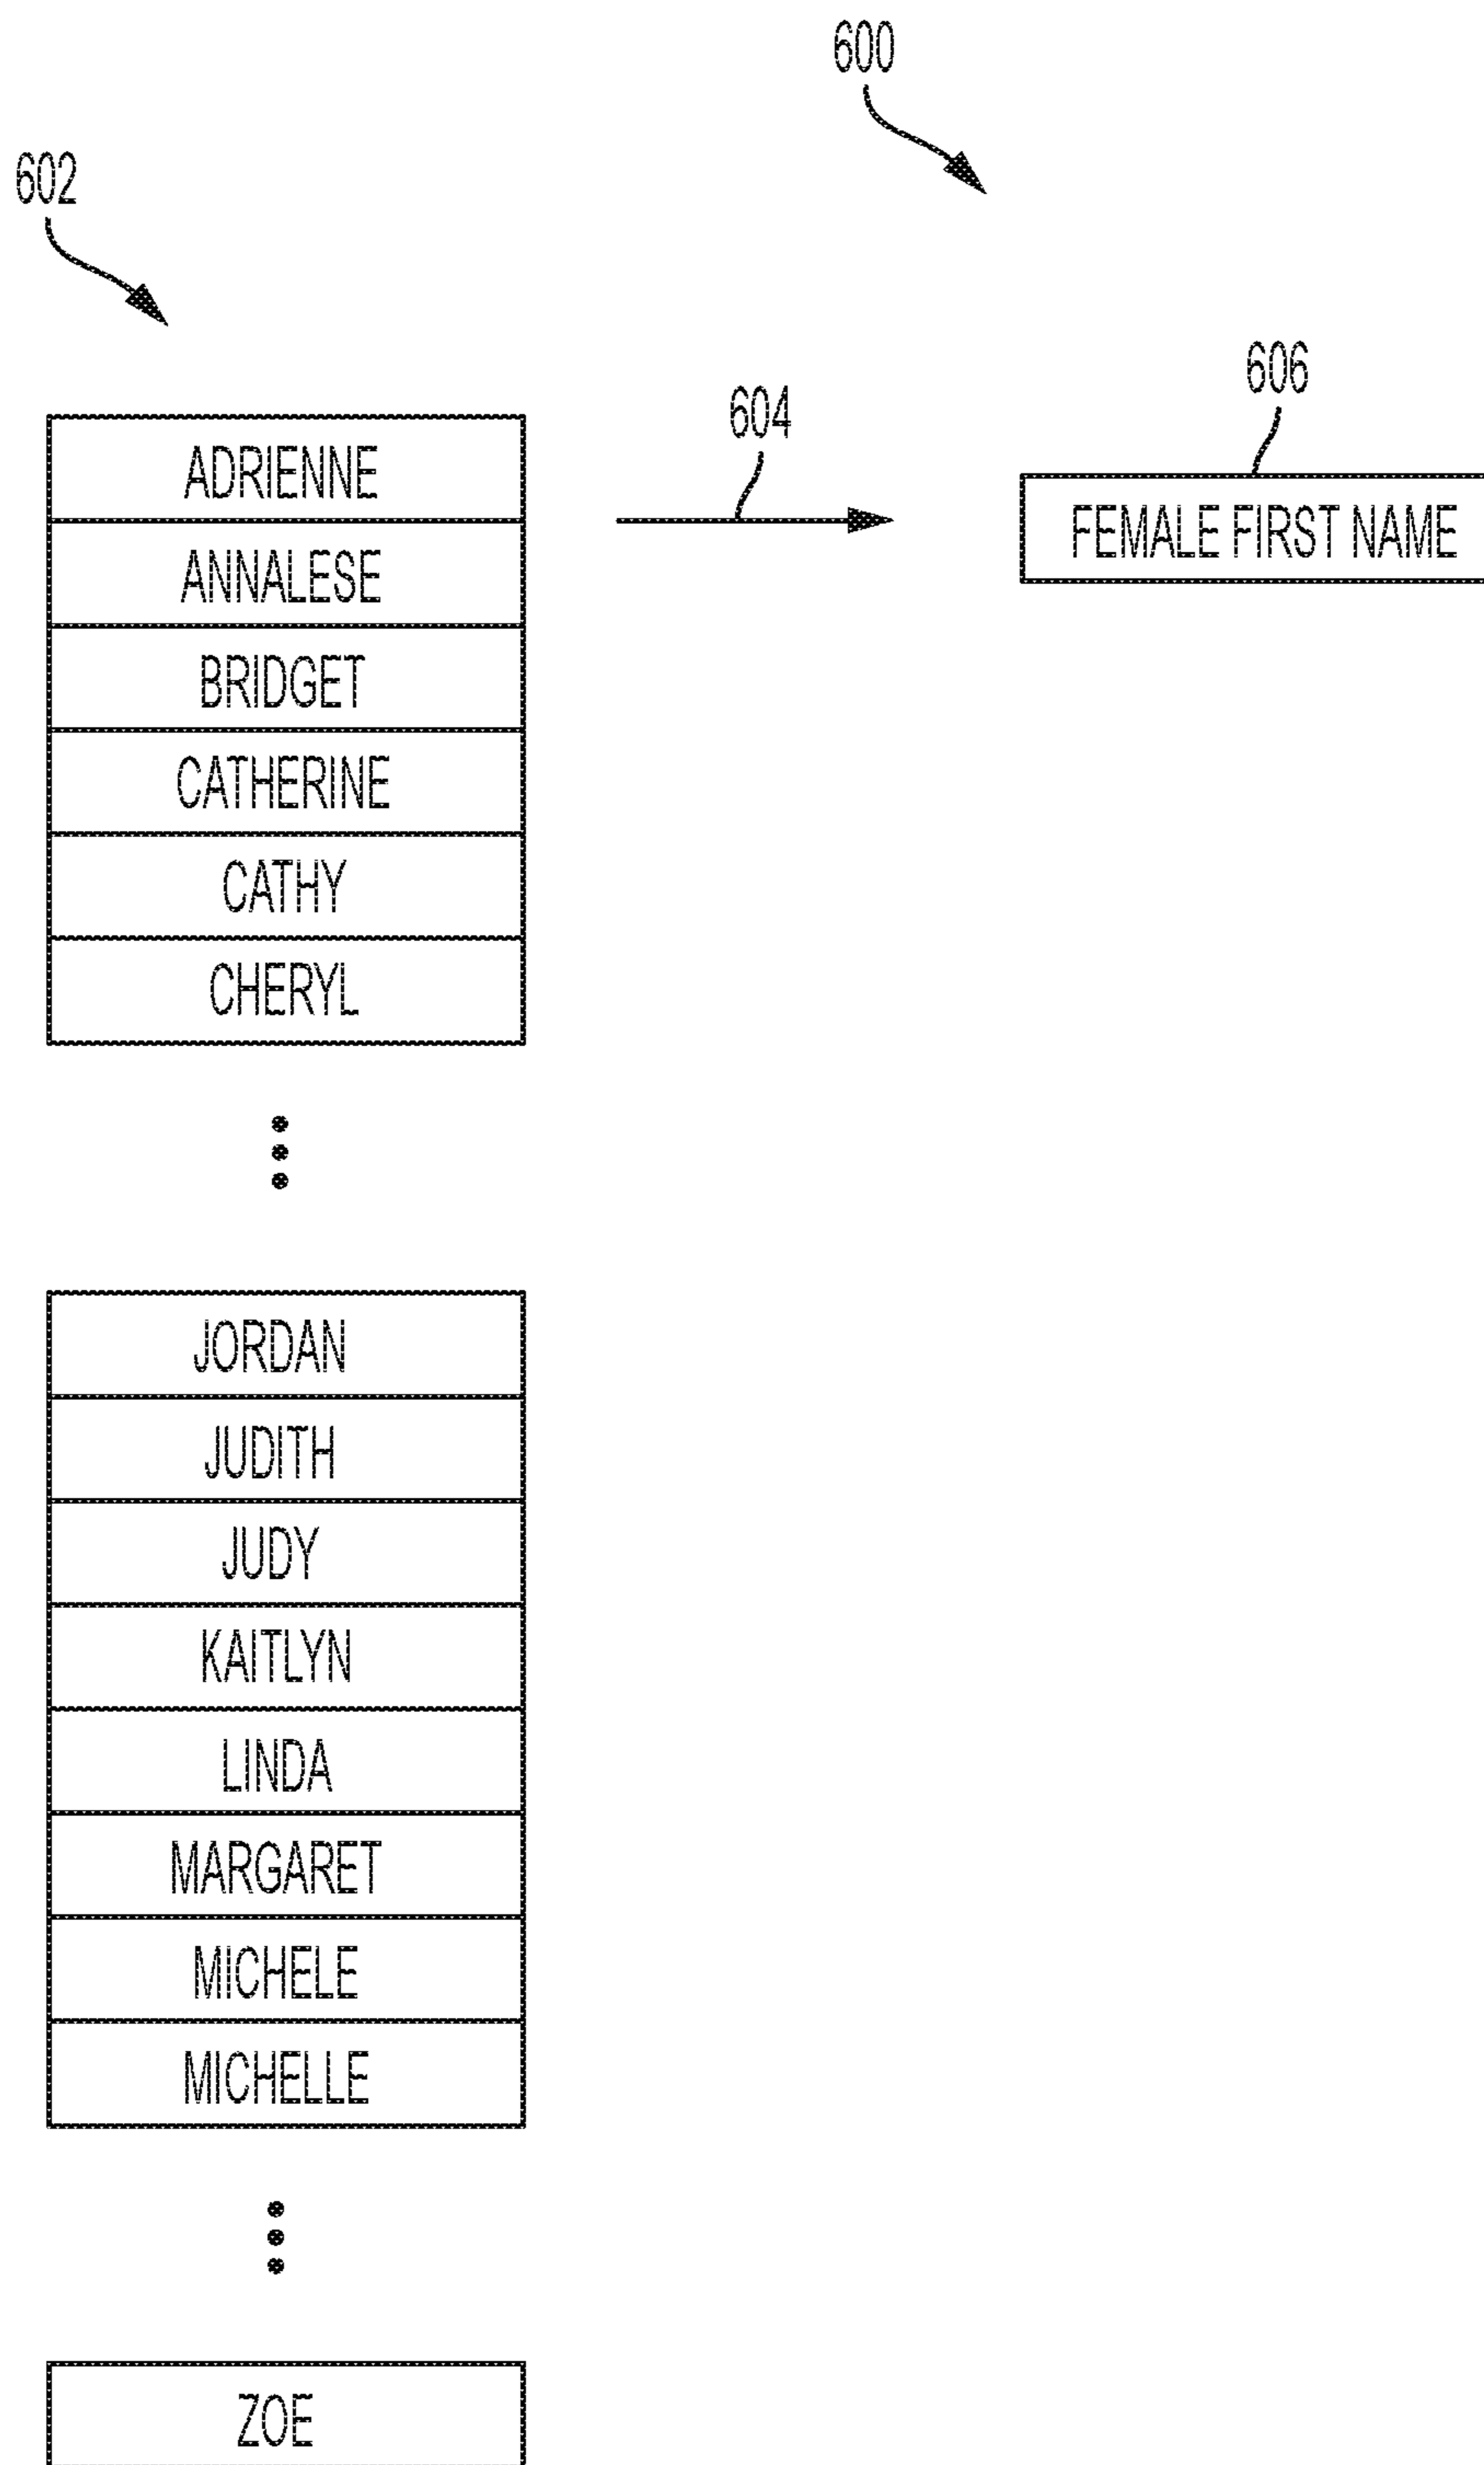 600
602
606
604
ADRIENNE
FEMALE FIRST NAME
ANNALESE
BRIDGET
CATHERINE
CATHY
CHERYL
JORDAN
JUDITH
JUDY
KAITLYN
LINDA
MARGARET
MICHELE
MICHELLE
ZOE